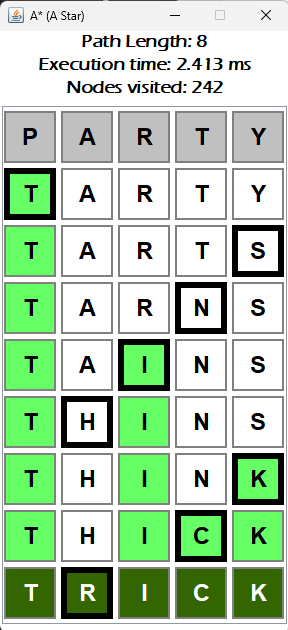 A* (A Star)
Path Length: 8
Execution time: 2.413 ms
Nodes visited: 242
P A R T Y
T A R T Y
T A R T S
T A R N S
T A I N S
T H I N S
T H I N K
T H I C K
T R I C K